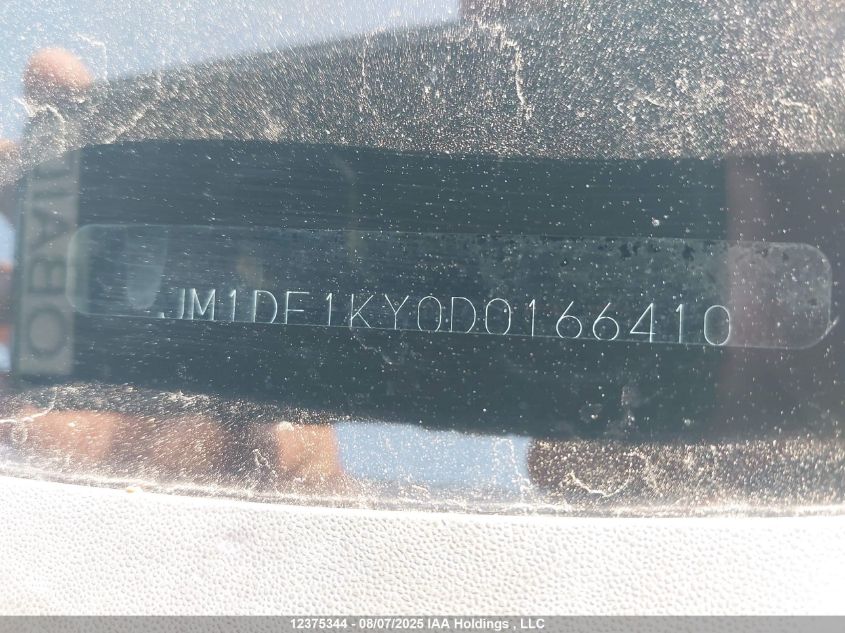 JM1DE1KY0D0166410
12375344 - 08/07/2025 IAA Holdings , LLC